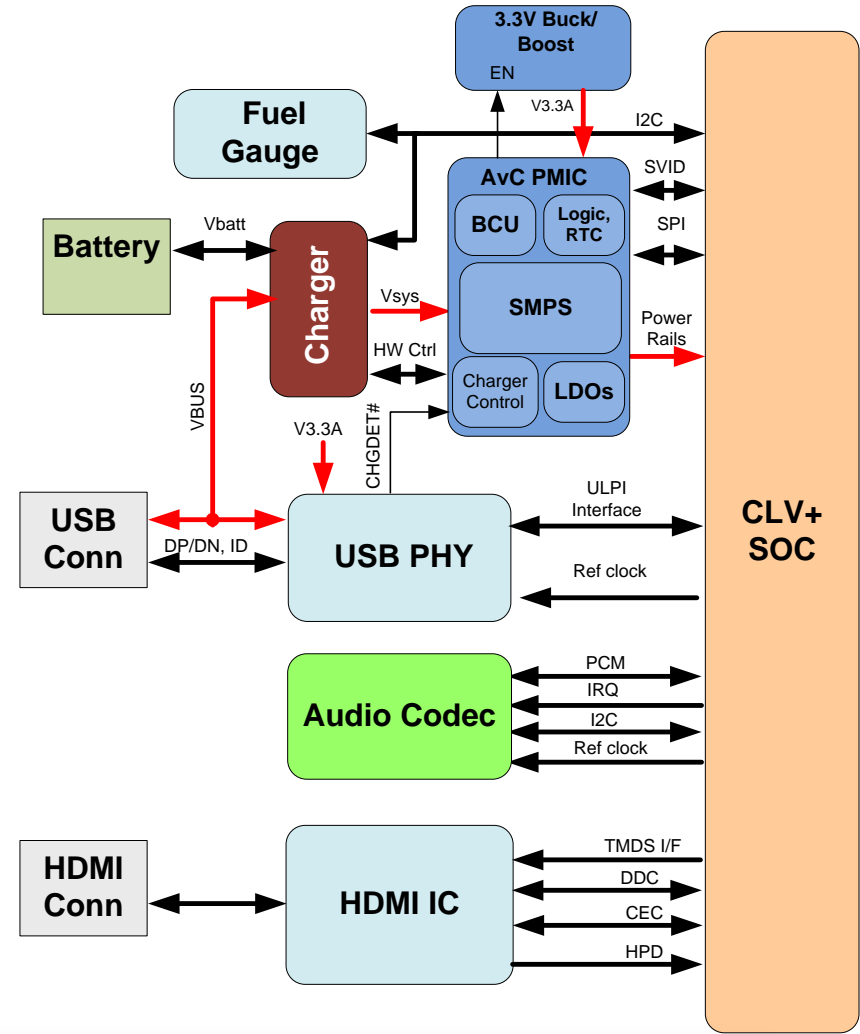 3.3V Buck/
Boost
EN
V3.3A
I2C
Fuel
Gauge
AvC PMIC
SVID
BCU
Logic,
RTC
SPI
Vbatt
Battery
Charger
Vsys
SMPS
Power
Rails
HW Ctrl
Charger
Control
LDOs
VBUS
V3.3A
CHGDET#
ULPI
Interface
USB
Conn
DP/DN, ID
USB PHY
CLV+
SOC
Ref clock
PCM
IRQ
Audio Codec
I2C
Ref clock
TMDS I/F
HDMI
Conn
DDC
HDMI IC
CEC
HPD